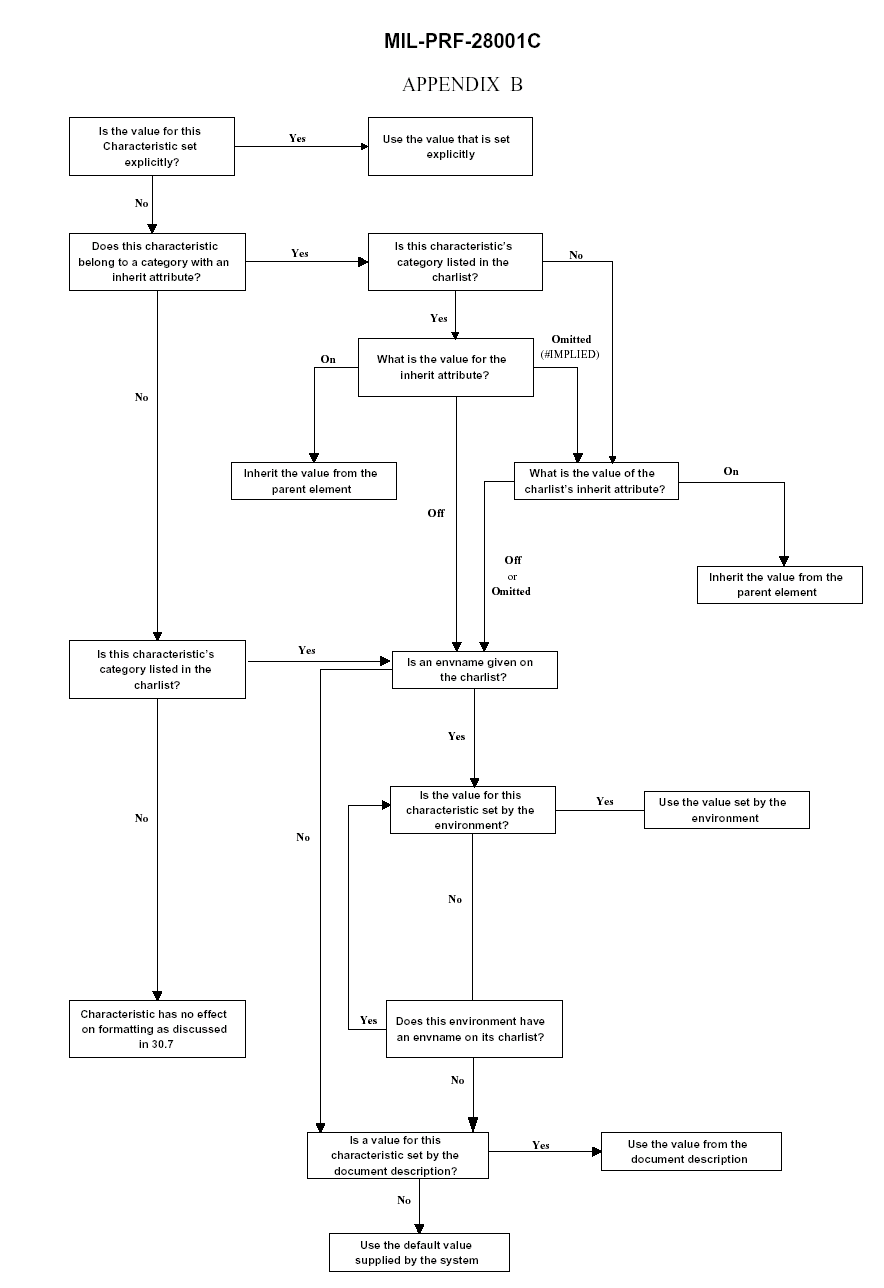 MIL-PRF-28001C
APPENDIX B
Is the value for this
Characteristic set
explicitly?
Yes
Use the value that is set
explicitly
No
Does this characteristic
belong to a category with an
inherit attribute?
Yes
Is this characteristic's
category listed in the
charlist?
No
Yes
What is the value for the
inherit attribute?
On
Omitted
(#IMPLIED)
No
Inherit the value from the
parent element
What is the value of the
charlist's inherit attribute?
On
Off
Off
or
Omitted
Inherit the value from the
parent element
Is this characteristic's
category listed in the
charlist?
Yes
Is an envname given on
the charlist?
Yes
Is the value for this
characteristic set by the
environment?
Yes
Use the value set by the
environment
No
No
No
Characteristic has no effect
on formatting as discussed
in 30.7
Yes
Does this environment have
an envname on its charlist?
No
Is a value for this
characteristic set by the
document description?
Yes
Use the value from the
document description
No
Use the default value
supplied by the system